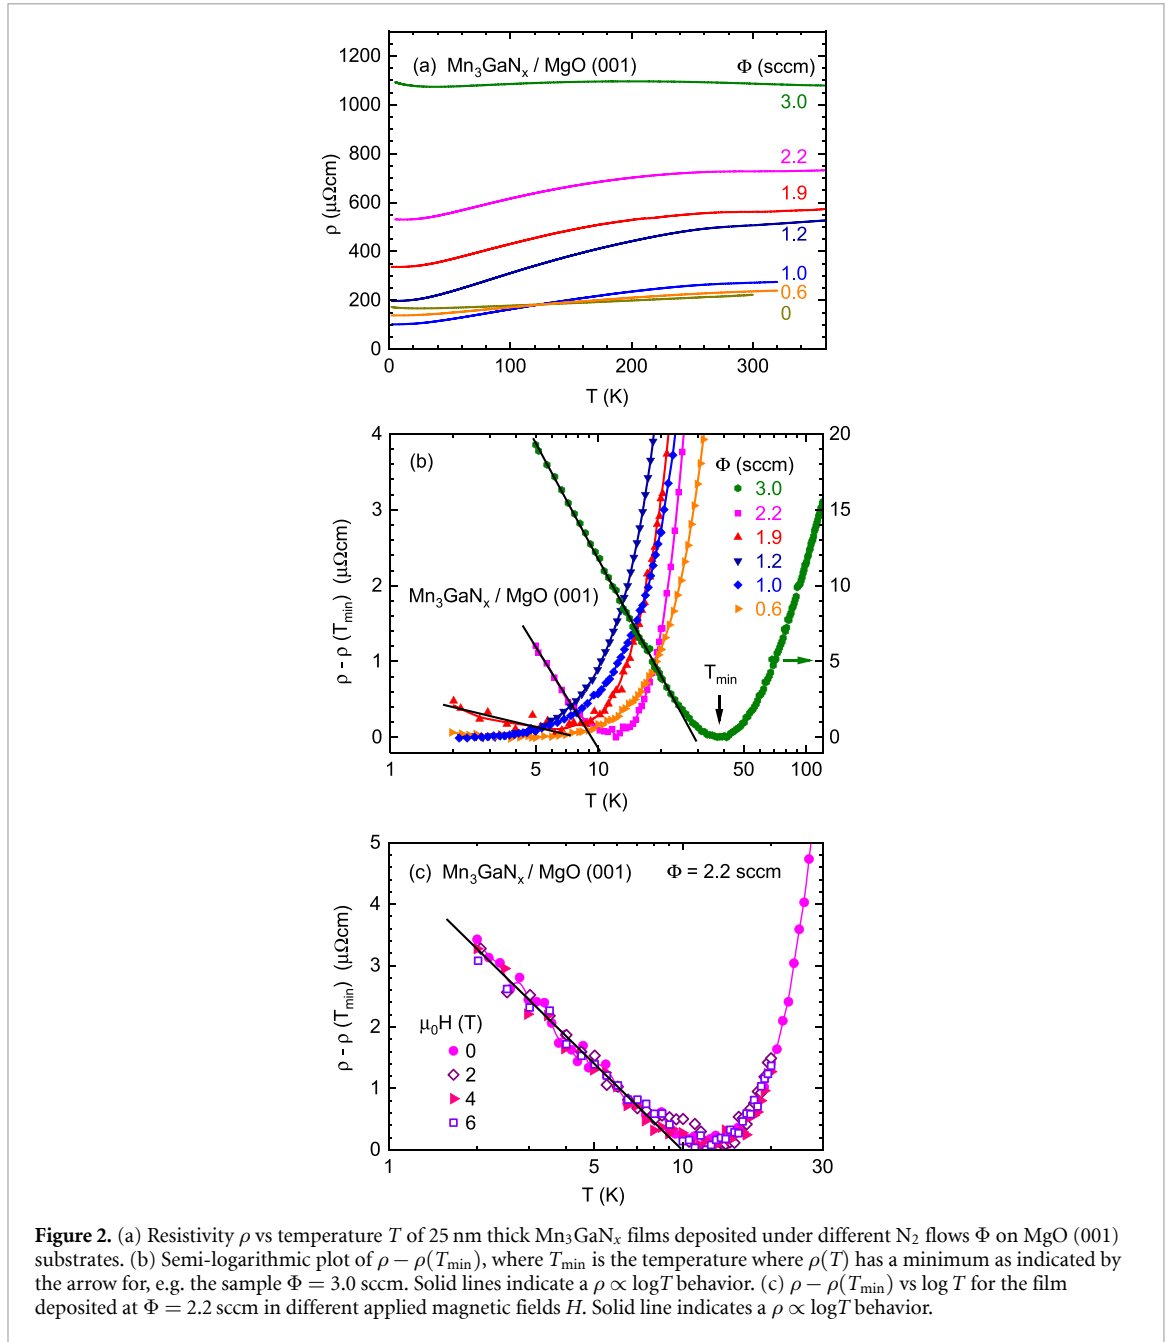 (a) Mn₃GaNₓ / MgO (001) Φ (sccm)
3.0
2.2
1.9
1.2
1.0
0.6
0
1200
1000
800
600
400
200
0
ρ (μΩcm)
0 100 200 300
T (K)
(b)
Φ (sccm)
3.0
2.2
1.9
1.2
1.0
0.6
Mn₃GaNₓ / MgO (001)
T_min
4
3
2
1
0
ρ - ρ (T_min) (μΩcm)
20
15
10
5
0
1 5 10 50 100
T (K)
(c) Mn₃GaNₓ / MgO (001) Φ = 2.2 sccm
μ₀H (T)
0
2
4
6
5
4
3
2
1
0
ρ - ρ (T_min) (μΩcm)
1 5 10 30
T (K)
Figure 2. (a) Resistivity ρ vs temperature T of 25 nm thick Mn₃GaNₓ films deposited under different N₂ flows Φ on MgO (001)
substrates. (b) Semi-logarithmic plot of ρ − ρ(T_min), where T_min is the temperature where ρ(T) has a minimum as indicated by
the arrow for, e.g. the sample Φ = 3.0 sccm. Solid lines indicate a ρ ∝ logT behavior. (c) ρ − ρ(T_min) vs log T for the film
deposited at Φ = 2.2 sccm in different applied magnetic fields H. Solid line indicates a ρ ∝ logT behavior.